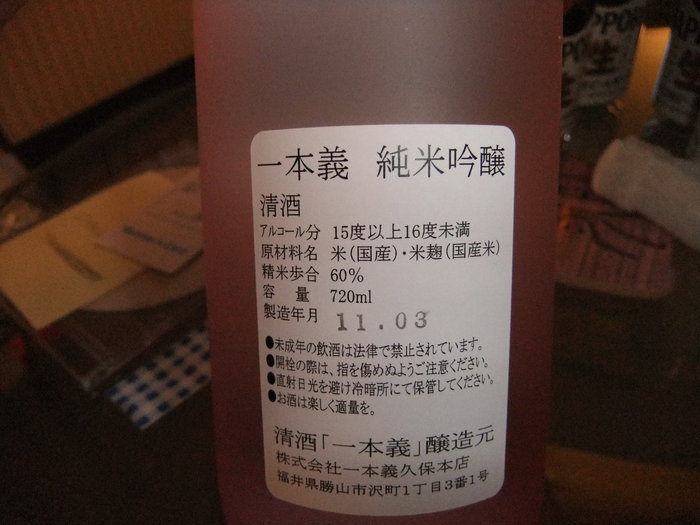 一本義 純米吟醸
清酒
アルコール分 15度以上16度未満
原材料名 米(国産)・米麹(国産米)
精米歩合 60%
容量 720ml
製造年月 11.03
●未成年の飲酒は法律で禁止されています。
●開栓の際は、指を傷めぬようご注意ください。
●直射日光を避け冷暗所にて保管してください。
●お酒は楽しく適量を。
清酒「一本義」醸造元
株式会社一本義久保本店
福井県勝山市沢町1丁目3番1号
生
生